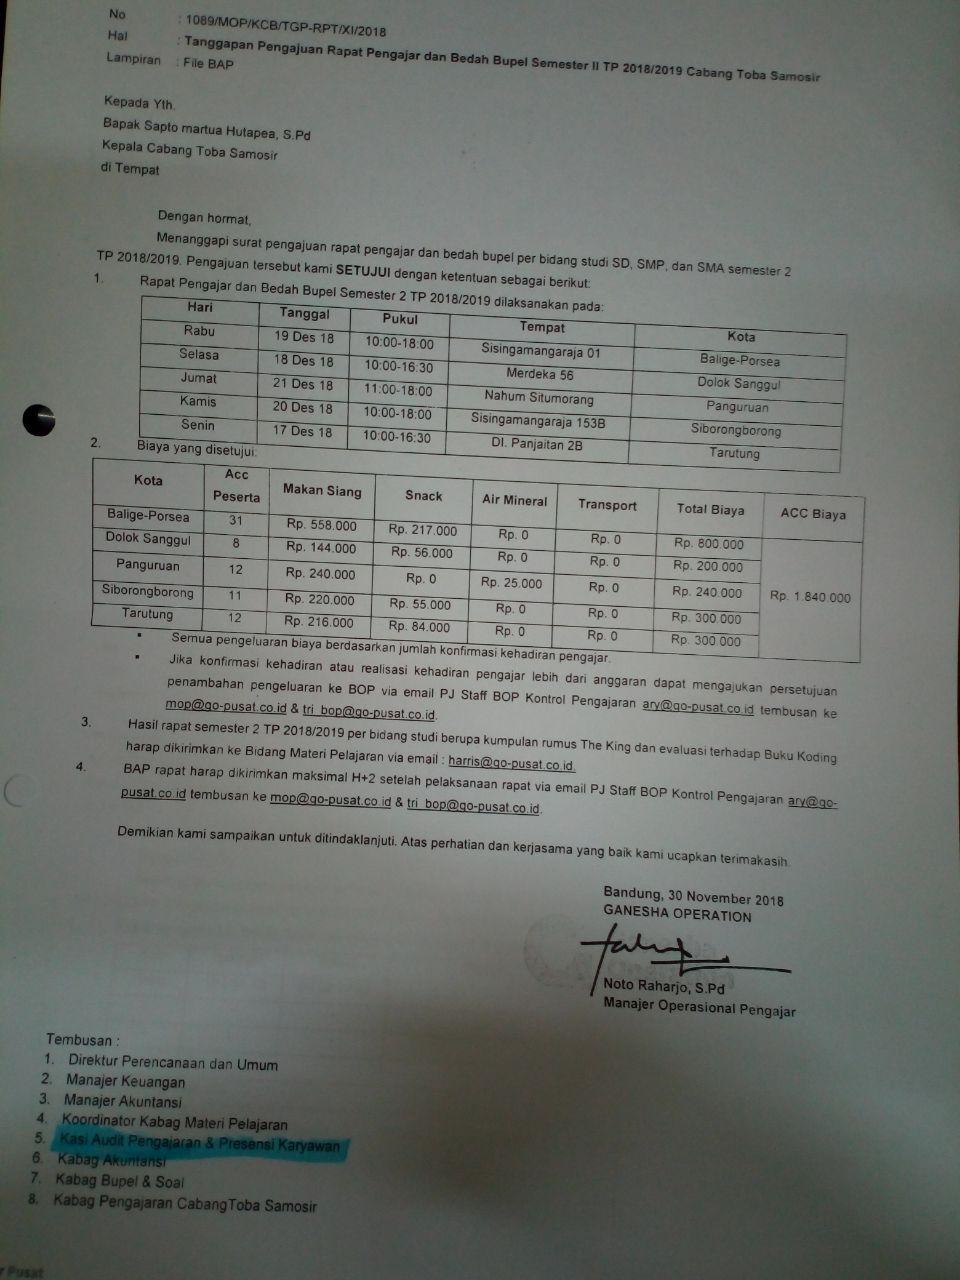 No : 1089/MOP/KCB/TGP-RPT/XI/2018
Hal : Tanggapan Pengajuan Rapat Pengajar dan Bedah Bupel Semester II TP 2018/2019 Cabang Toba Samosir
Lampiran : File BAP
Kepada Yth.
Bapak Sapto martua Hutapea, S.Pd
Kepala Cabang Toba Samosir
di Tempat
Dengan hormat,
Menanggapi surat pengajuan rapat pengajar dan bedah bupel per bidang studi SD, SMP, dan SMA semester 2
TP 2018/2019. Pengajuan tersebut kami SETUJUI dengan ketentuan sebagai berikut:
1. Rapat Pengajar dan Bedah Bupel Semester 2 TP 2018/2019 dilaksanakan pada:
Hari Tanggal Pukul Tempat Kota
Rabu 19 Des 18 10:00-18:00 Sisingamangaraja 01 Balige-Porsea
Selasa 18 Des 18 10:00-16:30 Merdeka 56 Dolok Sanggul
Jumat 21 Des 18 11:00-18:00 Nahum Situmorang Panguruan
Kamis 20 Des 18 10:00-18:00 Sisingamangaraja 153B Siborongborong
Senin 17 Des 18 10:00-16:30 DI. Panjaitan 2B Tarutung
2. Biaya yang disetujui:
Kota Acc Peserta Makan Siang Snack Air Mineral Transport Total Biaya ACC Biaya
Balige-Porsea 31 Rp. 558.000 Rp. 217.000 Rp. 0 Rp. 0 Rp. 800.000
Dolok Sanggul 8 Rp. 144.000 Rp. 56.000 Rp. 0 Rp. 0 Rp. 200.000
Panguruan 12 Rp. 240.000 Rp. 0 Rp. 25.000 Rp. 0 Rp. 240.000 Rp. 1.840.000
Siborongborong 11 Rp. 220.000 Rp. 55.000 Rp. 0 Rp. 0 Rp. 300.000
Tarutung 12 Rp. 216.000 Rp. 84.000 Rp. 0 Rp. 0 Rp. 300.000
▪ Semua pengeluaran biaya berdasarkan jumlah konfirmasi kehadiran pengajar.
▪ Jika konfirmasi kehadiran atau realisasi kehadiran pengajar lebih dari anggaran dapat mengajukan persetujuan
penambahan pengeluaran ke BOP via email PJ Staff BOP Kontrol Pengajaran ary@go-pusat.co.id tembusan ke
mop@go-pusat.co.id & tri_bop@go-pusat.co.id.
3. Hasil rapat semester 2 TP 2018/2019 per bidang studi berupa kumpulan rumus The King dan evaluasi terhadap Buku Koding
harap dikirimkan ke Bidang Materi Pelajaran via email : harris@go-pusat.co.id.
4. BAP rapat harap dikirimkan maksimal H+2 setelah pelaksanaan rapat via email PJ Staff BOP Kontrol Pengajaran ary@go-
pusat.co.id tembusan ke mop@go-pusat.co.id & tri_bop@go-pusat.co.id.
Demikian kami sampaikan untuk ditindaklanjuti. Atas perhatian dan kerjasama yang baik kami ucapkan terimakasih.
Bandung, 30 November 2018
GANESHA OPERATION
Noto Raharjo, S.Pd
Manajer Operasional Pengajar
Tembusan :
1. Direktur Perencanaan dan Umum
2. Manajer Keuangan
3. Manajer Akuntansi
4. Koordinator Kabag Materi Pelajaran
5. Kasi Audit Pengajaran & Presensi Karyawan
6. Kabag Akuntansi
7. Kabag Bupel & Soal
8. Kabag Pengajaran CabangToba Samosir
Pusat